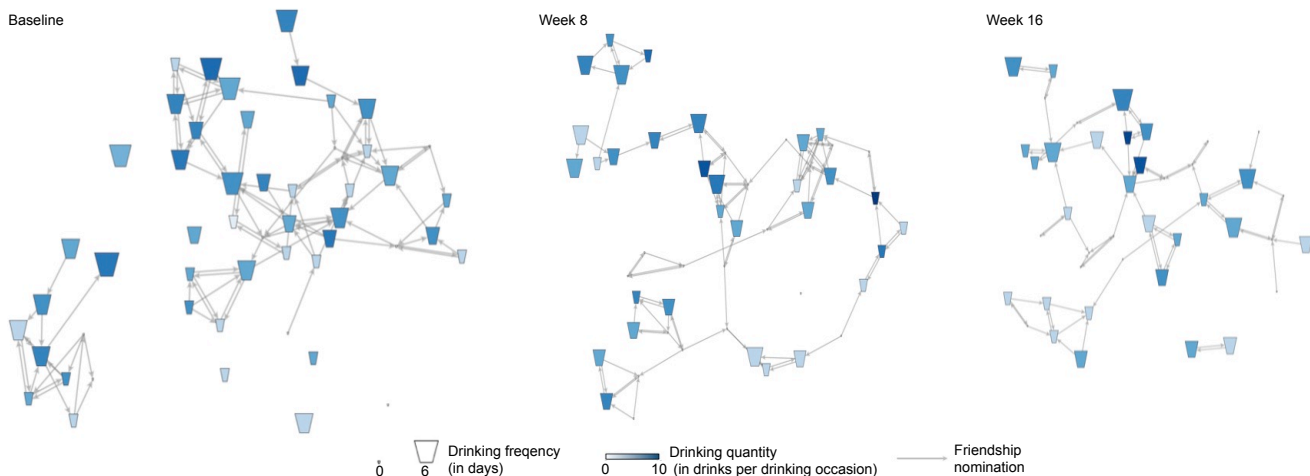 Baseline
Week 8
Week 16
0
6
Drinking freqency
(in days)
0
10
Drinking quantity
(in drinks per drinking occasion)
Friendship
nomination